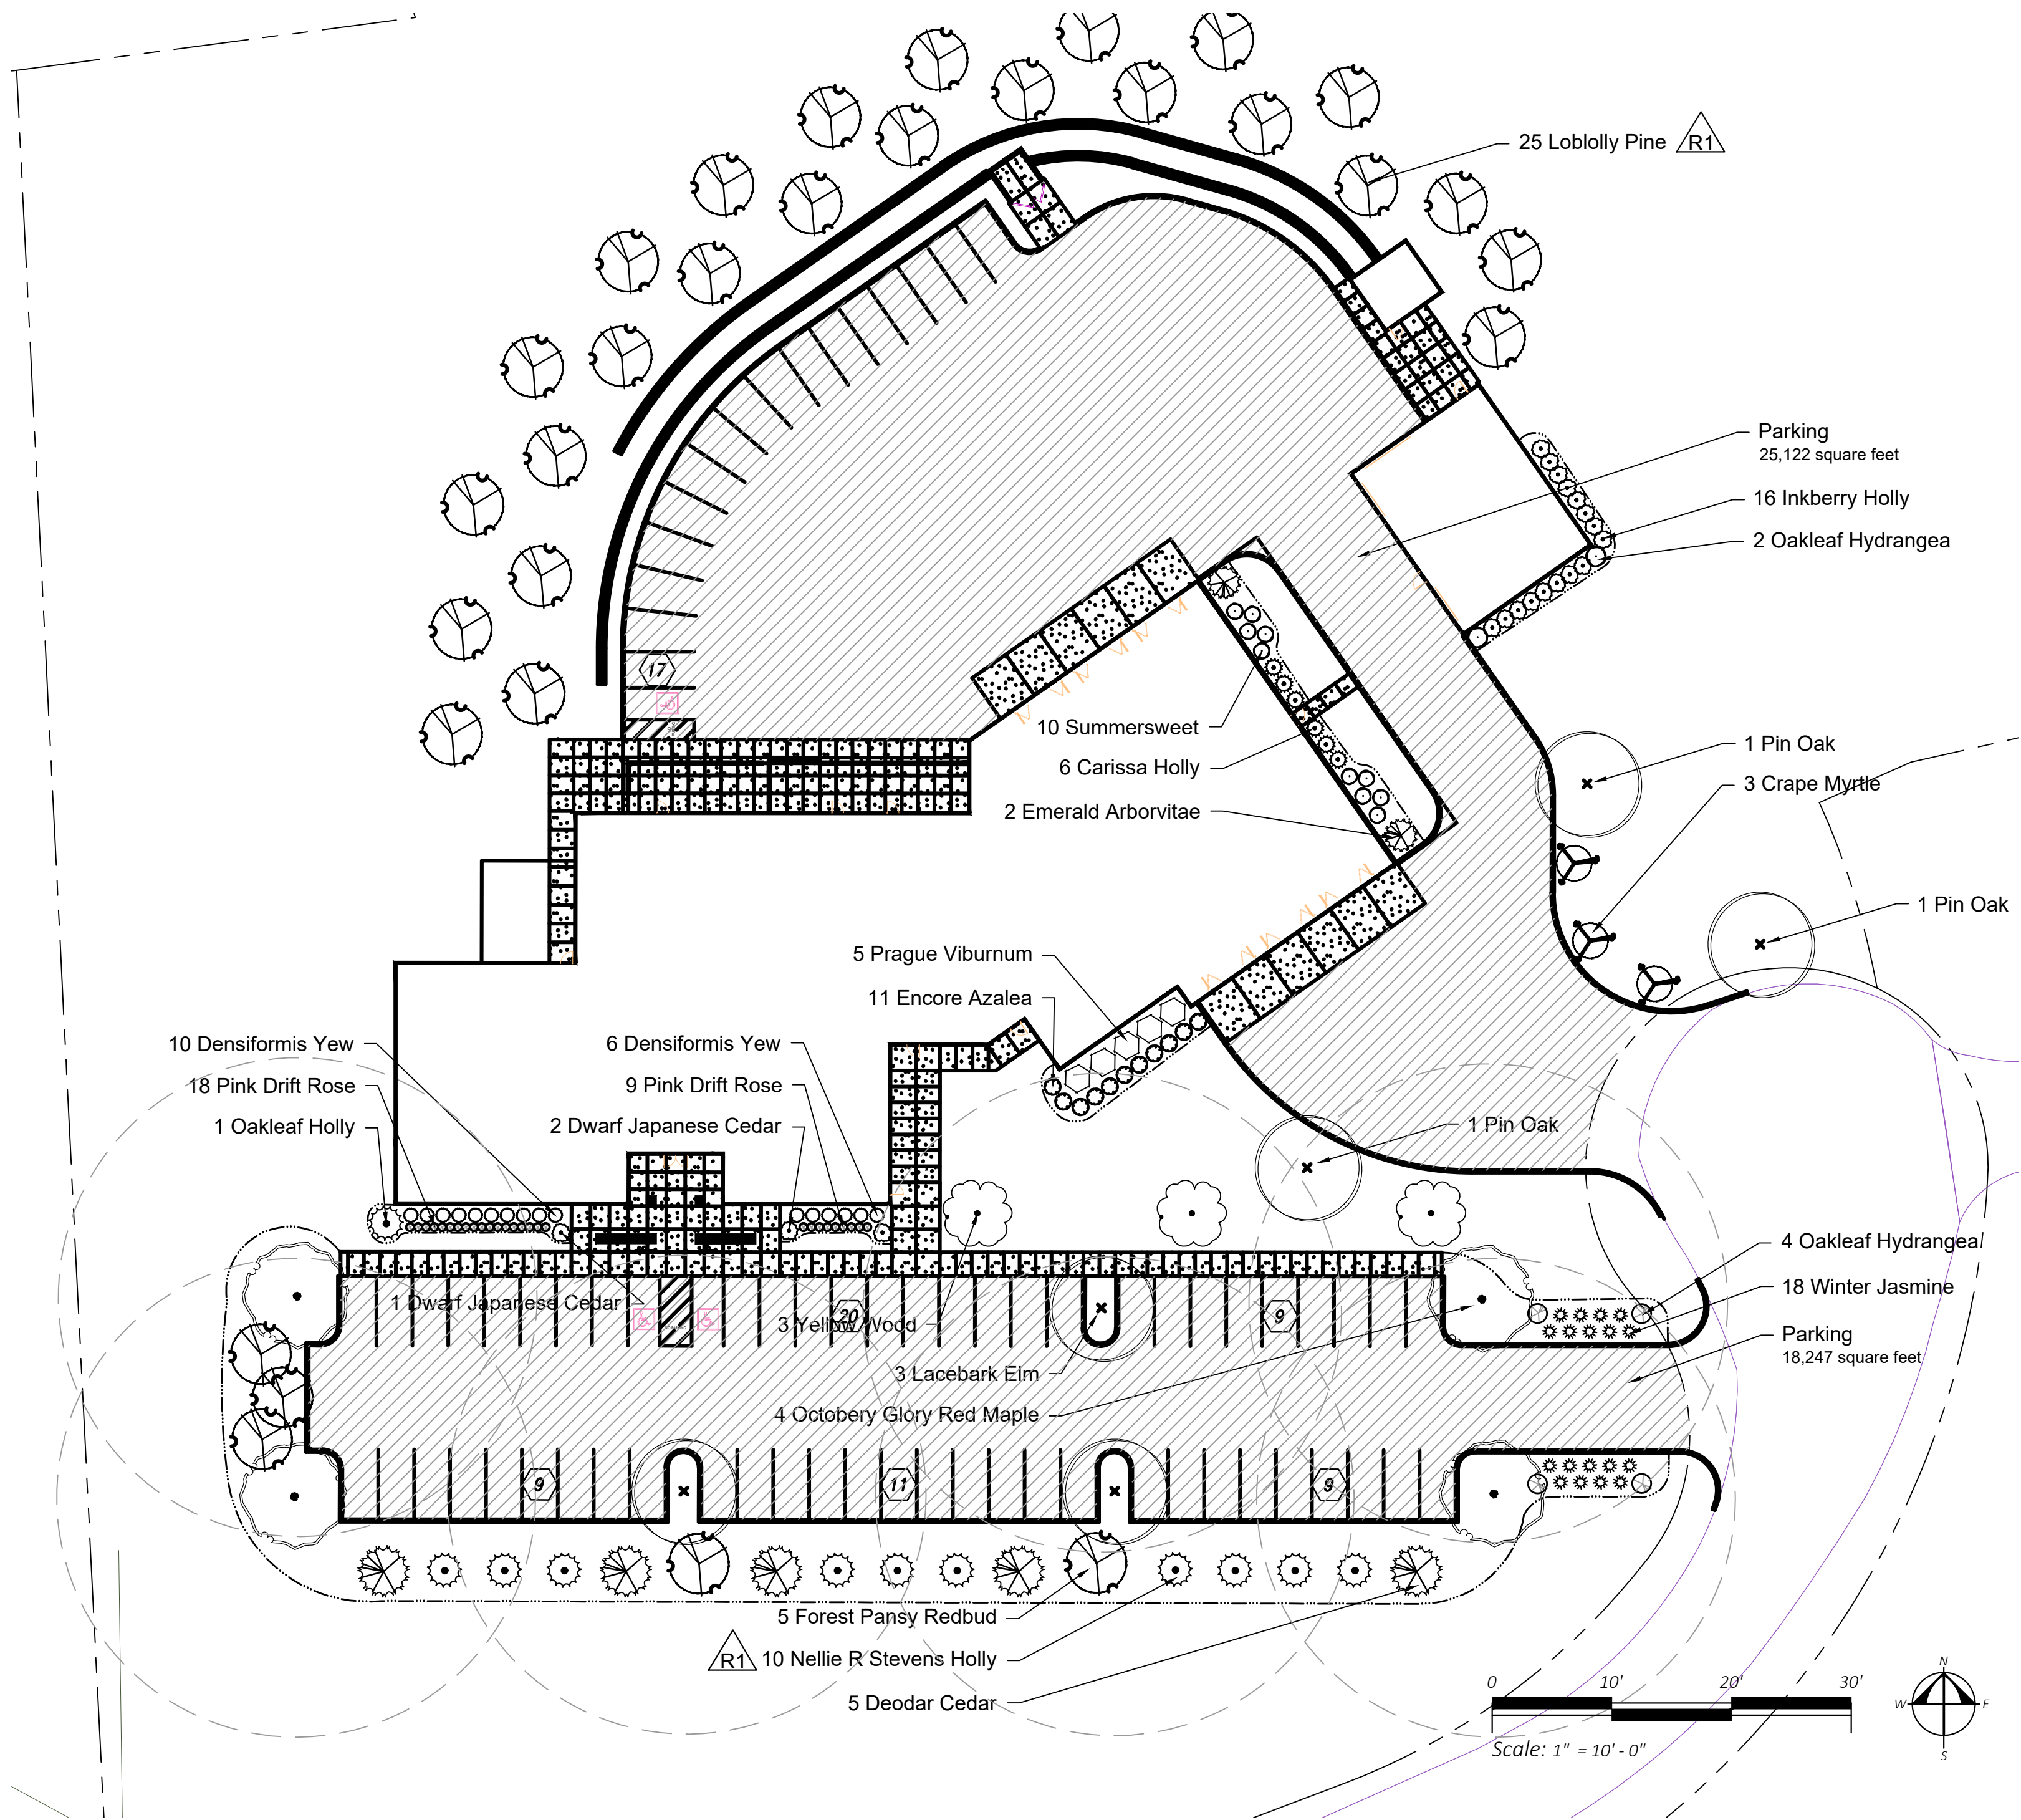 25 Loblolly Pine
R1
Parking
25,122 square feet
16 Inkberry Holly
2 Oakleaf Hydrangea
17
10 Summersweet
6 Carissa Holly
2 Emerald Arborvitae
1 Pin Oak
3 Crape Myrtle
1 Pin Oak
5 Prague Viburnum
11 Encore Azalea
10 Densiformis Yew
6 Densiformis Yew
18 Pink Drift Rose
9 Pink Drift Rose
1 Oakleaf Holly
2 Dwarf Japanese Cedar
1 Pin Oak
4 Oakleaf Hydrangea
18 Winter Jasmine
1 Dwarf Japanese Cedar
20
9
3 Yellow Wood
Parking
18,247 square feet
3 Lacebark Elm
4 Octobery Glory Red Maple
9
11
9
5 Forest Pansy Redbud
R1
10 Nellie R Stevens Holly
5 Deodar Cedar
0 10' 20' 30'
Scale: 1" = 10' - 0"
N
W
E
S